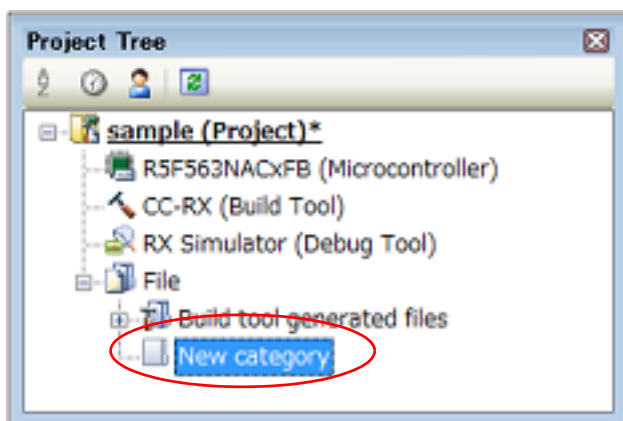 Project Tree
sample (Project)*
R5F563NACxFB (Microcontroller)
CC-RX (Build Tool)
RX Simulator (Debug Tool)
File
Build tool generated files
New category